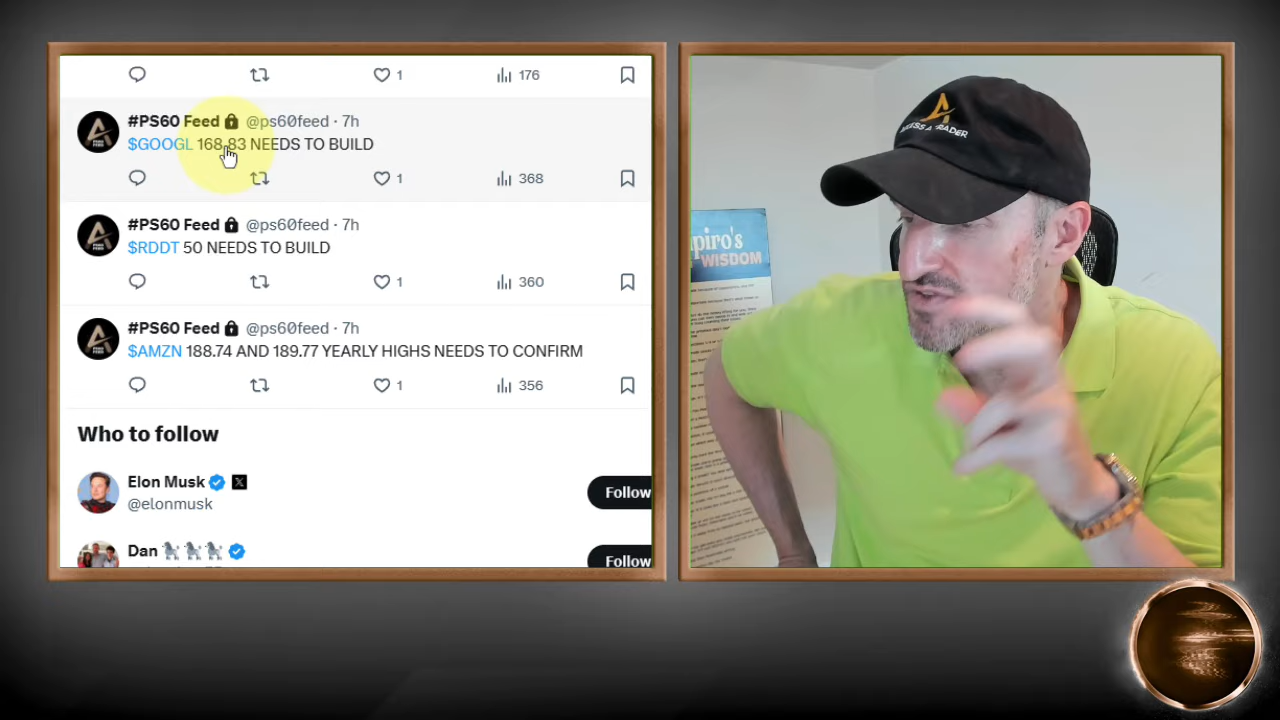 1
176
#PS60 Feed @ps60feed · 7h
$GOOGL 168.83 NEEDS TO BUILD
1
368
#PS60 Feed @ps60feed · 7h
$RDDT 50 NEEDS TO BUILD
1
360
#PS60 Feed @ps60feed · 7h
$AMZN 188.74 AND 189.77 YEARLY HIGHS NEEDS TO CONFIRM
1
356
Who to follow
Elon Musk X
@elonmusk
Follow
Dan
Follow
A TRADER
piro's
WISDOM